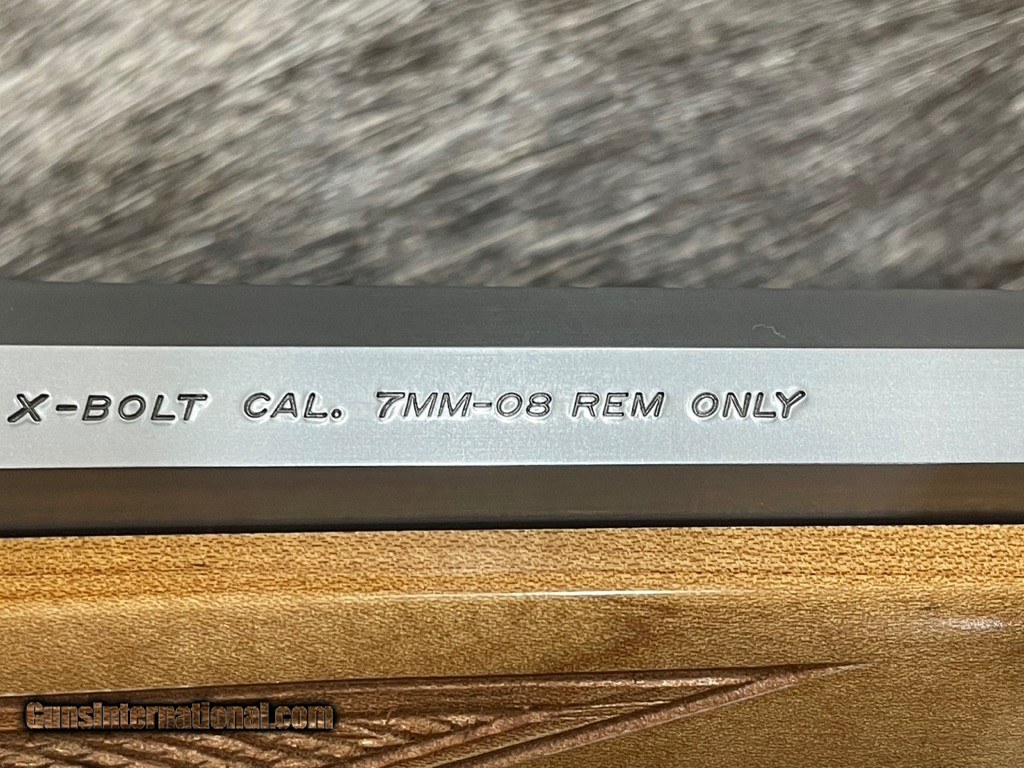 X-BOLT CAL. 7MM-08 REM ONLY
GunsInternational.com